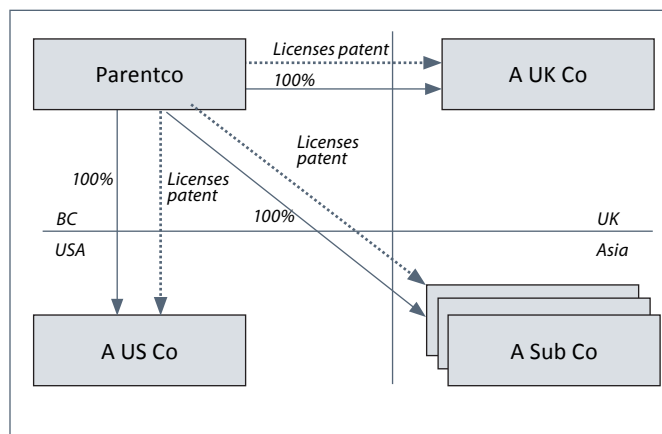 Parentco
Licenses patent
100%
A UK Co
100%
Licenses
patent
Licenses
patent
100%
BC
UK
USA
Asia
A US Co
A Sub Co